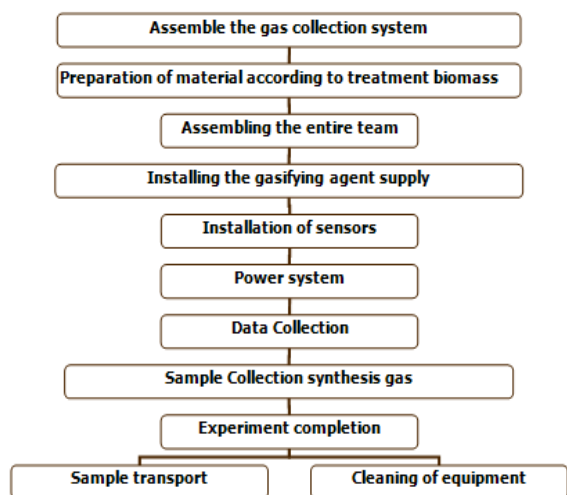 Assemble the gas collection system
Preparation of material according to treatment biomass
Assembling the entire team
Installing the gasifying agent supply
Installation of sensors
Power system
Data Collection
Sample Collection synthesis gas
Experiment completion
Sample transport
Cleaning of equipment